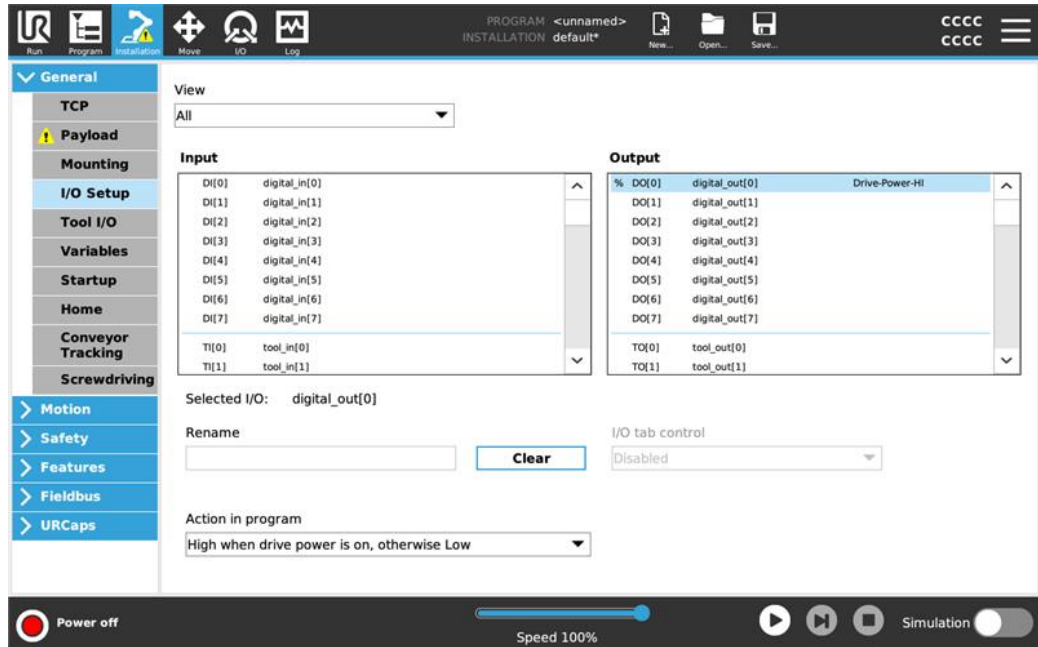 UR
Run Program Installation Move I/O Log
PROGRAM <unnamed>
INSTALLATION default*
New... Open... Save...
CCCC
CCCC
General
TCP
Payload
Mounting
I/O Setup
Tool I/O
Variables
Startup
Home
Conveyor
Tracking
Screwdriving
Motion
Safety
Features
Fieldbus
URCaps
View
All
Input
DI[0] digital_in[0]
DI[1] digital_in[1]
DI[2] digital_in[2]
DI[3] digital_in[3]
DI[4] digital_in[4]
DI[5] digital_in[5]
DI[6] digital_in[6]
DI[7] digital_in[7]
TI[0] tool_in[0]
TI[1] tool_in[1]
Output
% DO[0] digital_out[0] Drive-Power-HI
DO[1] digital_out[1]
DO[2] digital_out[2]
DO[3] digital_out[3]
DO[4] digital_out[4]
DO[5] digital_out[5]
DO[6] digital_out[6]
DO[7] digital_out[7]
TO[0] tool_out[0]
TO[1] tool_out[1]
Selected I/O: digital_out[0]
Rename
Clear
I/O tab control
Disabled
Action in program
High when drive power is on, otherwise Low
Power off
Speed 100%
Simulation